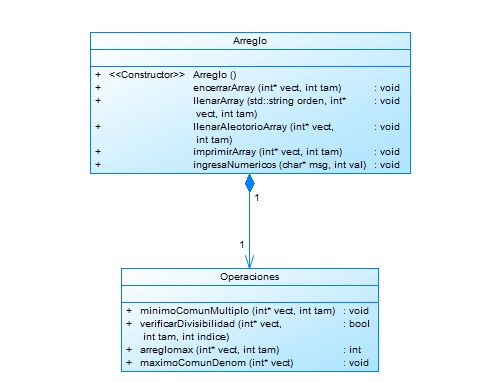 Arreglo
+ <<Constructor>> Arreglo ()
+ encerrarArray (int* vect, int tam) : void
+ llenarArray (std::string orden, int* : void
vect, int tam)
+ llenarAleotorioArray (int* vect, : void
int tam)
+ imprimirArray (int* vect, int tam) : void
+ ingresaNumericos (char* msg, int val) : void
1
1
Operaciones
+ minimoComunMultiplo (int* vect, int tam) : void
+ verificarDivisibilidad (int* vect, : bool
int tam, int indice)
+ arreglomax (int* vect, int tam) : int
+ maximoComunDenom (int* vect) : void